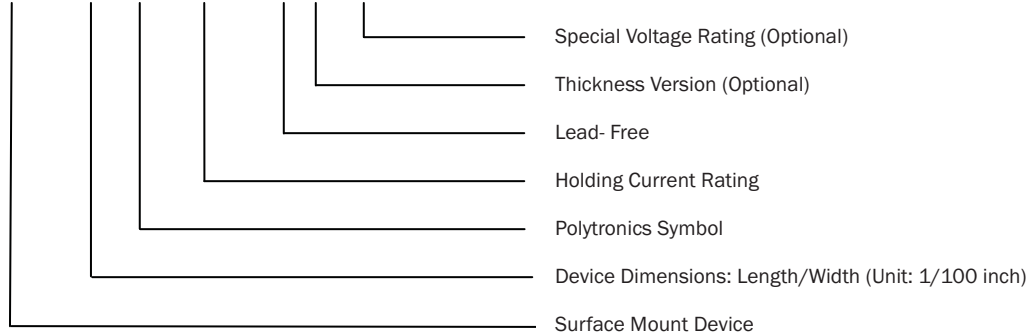 Special Voltage Rating (Optional)
Thickness Version (Optional)
Lead- Free
Holding Current Rating
Polytronics Symbol
Device Dimensions: Length/Width (Unit: 1/100 inch)
Surface Mount Device